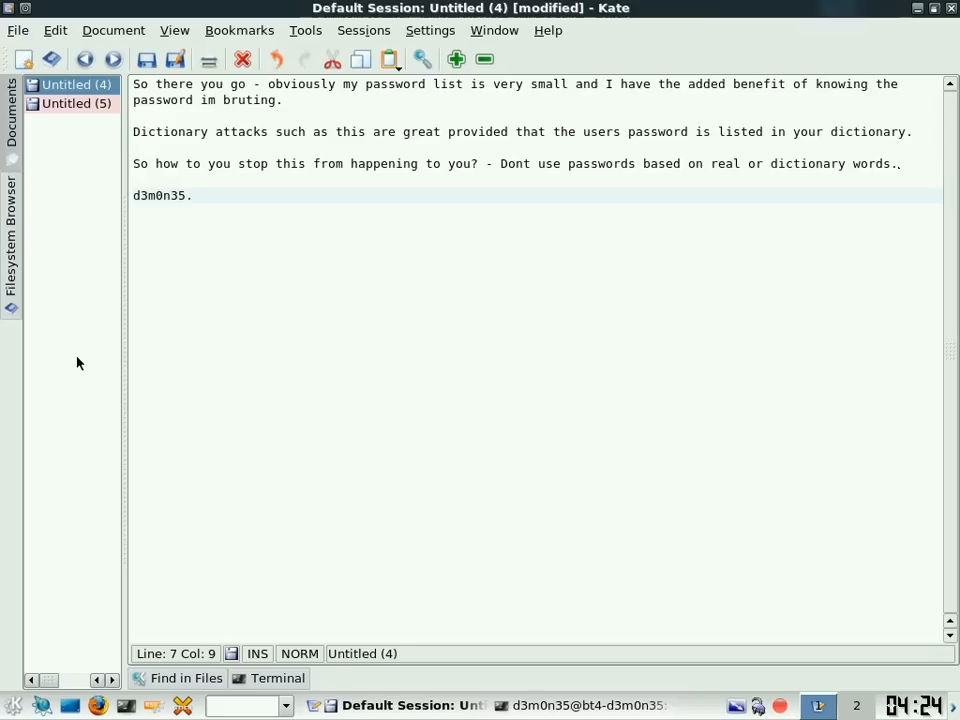 Default Session: Untitled (4) [modified] - Kate
File Edit Document View Bookmarks Tools Sessions Settings Window Help
Documents
Filesystem Browser
Untitled (4)
Untitled (5)
So there you go - obviously my password list is very small and I have the added benefit of knowing the
password im bruting.
Dictionary attacks such as this are great provided that the users password is listed in your dictionary.
So how to you stop this from happening to you? - Dont use passwords based on real or dictionary words..
d3m0n35.
Line: 7 Col: 9 INS NORM Untitled (4)
Find in Files Terminal
Default Session: Unti d3m0n35@bt4-d3m0n35: 1 2 04:24